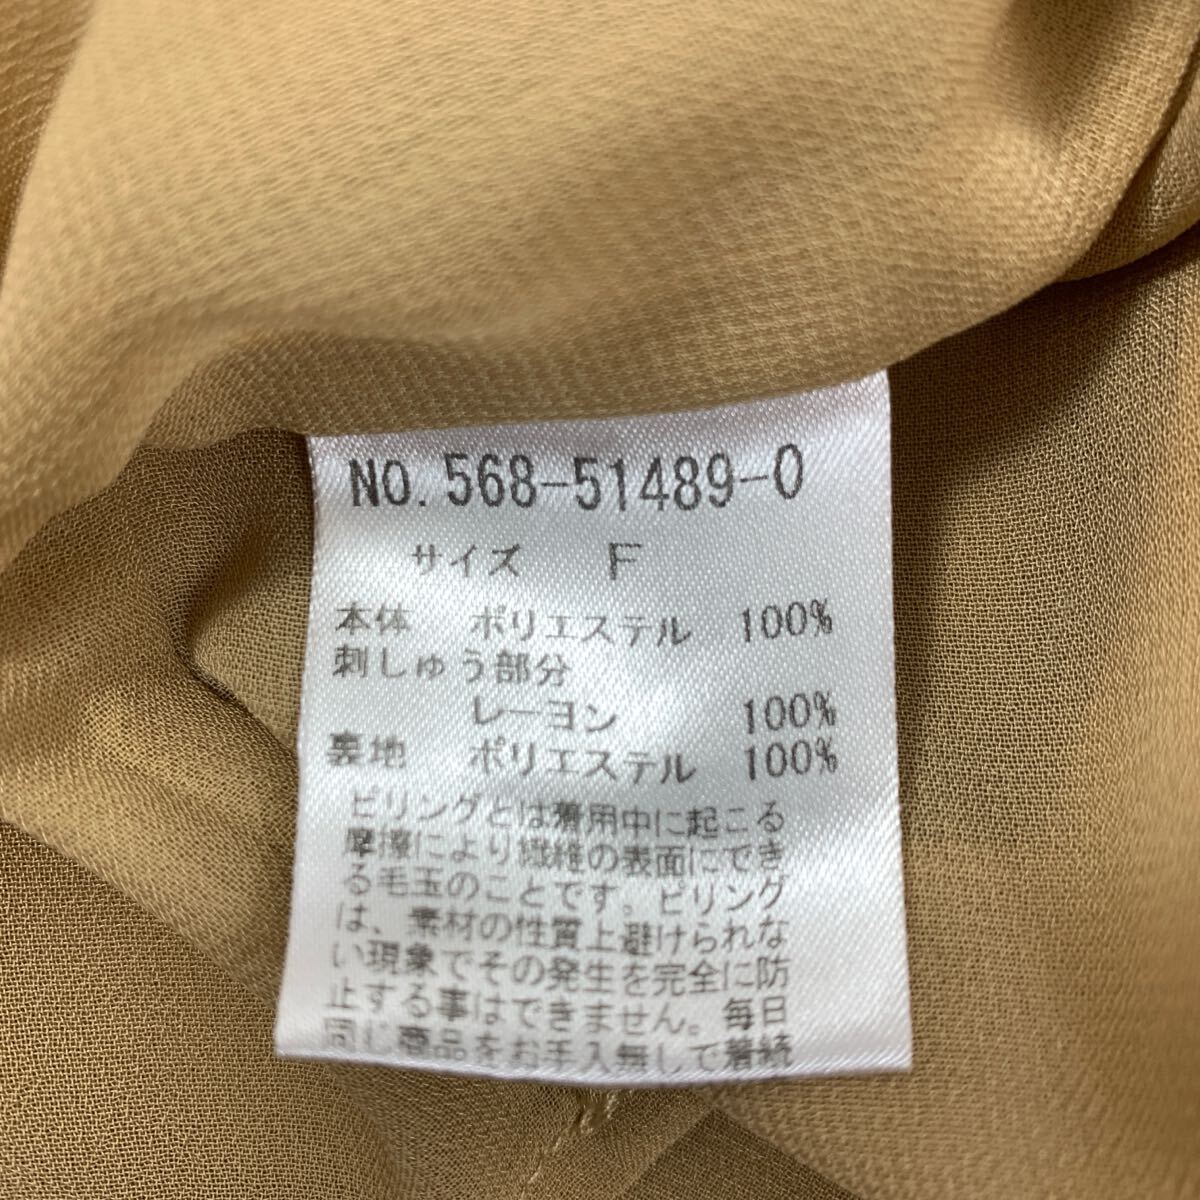 NO.568-51489-0
サイズ F
本体 ポリエステル 100%
刺しゅう部分
レーヨン 100%
裏地 ポリエステル 100%
ピリングとは着用中に起こる
摩擦により繊維の表面にでき
る毛玉のことです。ピリング
は、素材の性質上避けられな
い現象でその発生を完全に防
止する事はできません。毎日
同じ商品をお手入無しで着続